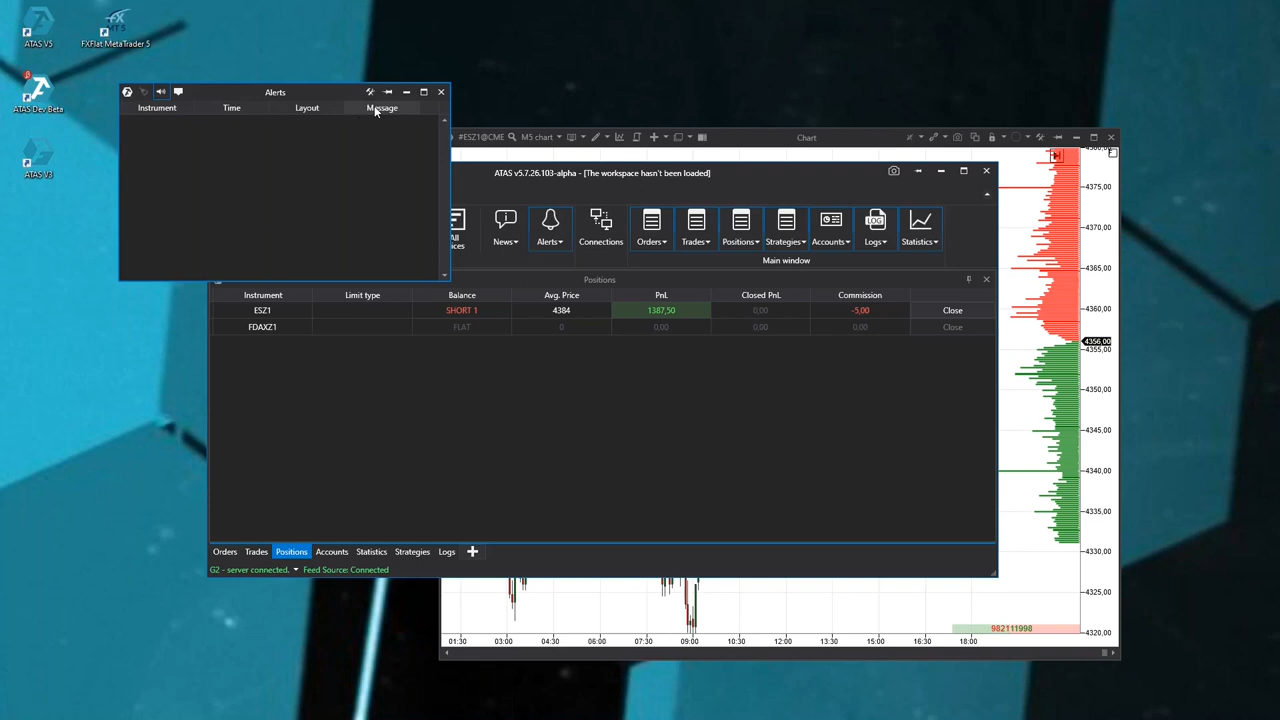 ATAS V5
FXFlat MetaTrader 5
ATAS Dev Beta
ATAS V3
Alerts
Instrument Time Layout Message
#ESZ1@CME M5 chart Chart
ATAS v5.7.26.103-alpha - [The workspace hasn't been loaded]
News Alerts Connections Orders Trades Positions Strategies Accounts Logs Statistics
LOG
Main window
Positions
Instrument Limit type Balance Avg. Price PnL Closed PnL Commission
ESZ1 SHORT 1 4384 1387,50 0,00 -5,00 Close
FDAXZ1 FLAT 0 0,00 0,00 0,00 Close
Orders Trades Positions Accounts Statistics Strategies Logs
G2 - server connected. Feed Source: Connected
4375,00
4370,00
4365,00
4360,00
4356,00
4355,00
4350,00
4345,00
4340,00
4335,00
4330,00
4325,00
4320,00
982111998
01:30 03:00 04:30 06:00 07:30 09:00 10:30 12:00 13:30 15:00 16:30 18:00